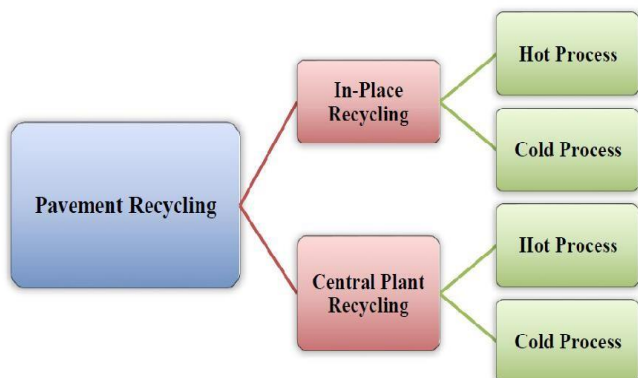 Pavement Recycling
In-Place
Recycling
Hot Process
Cold Process
Central Plant
Recycling
Hot Process
Cold Process